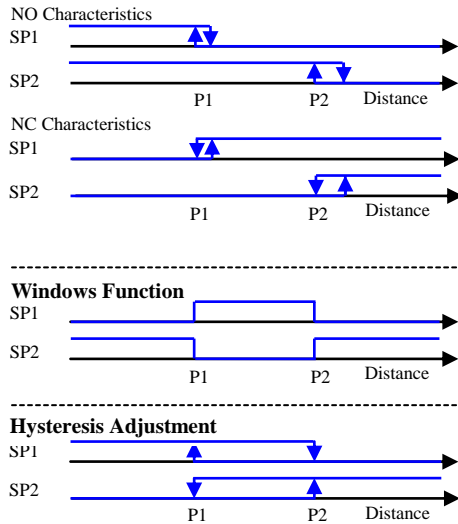 NO Characteristics
SP1
SP2
P1 P2 Distance
NC Characteristics
SP1
SP2
P1 P2 Distance
Windows Function
SP1
SP2
P1 P2 Distance
Hysteresis Adjustment
SP1
SP2
P1 P2 Distance